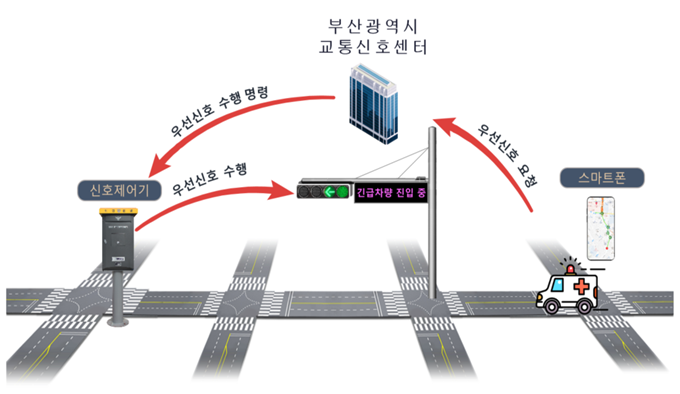 부산광역시
교통신호센터
우선신호 수행 명령
우선신호 요청
신호제어기
우선신호 수행
긴급차량 진입 중
스마트폰